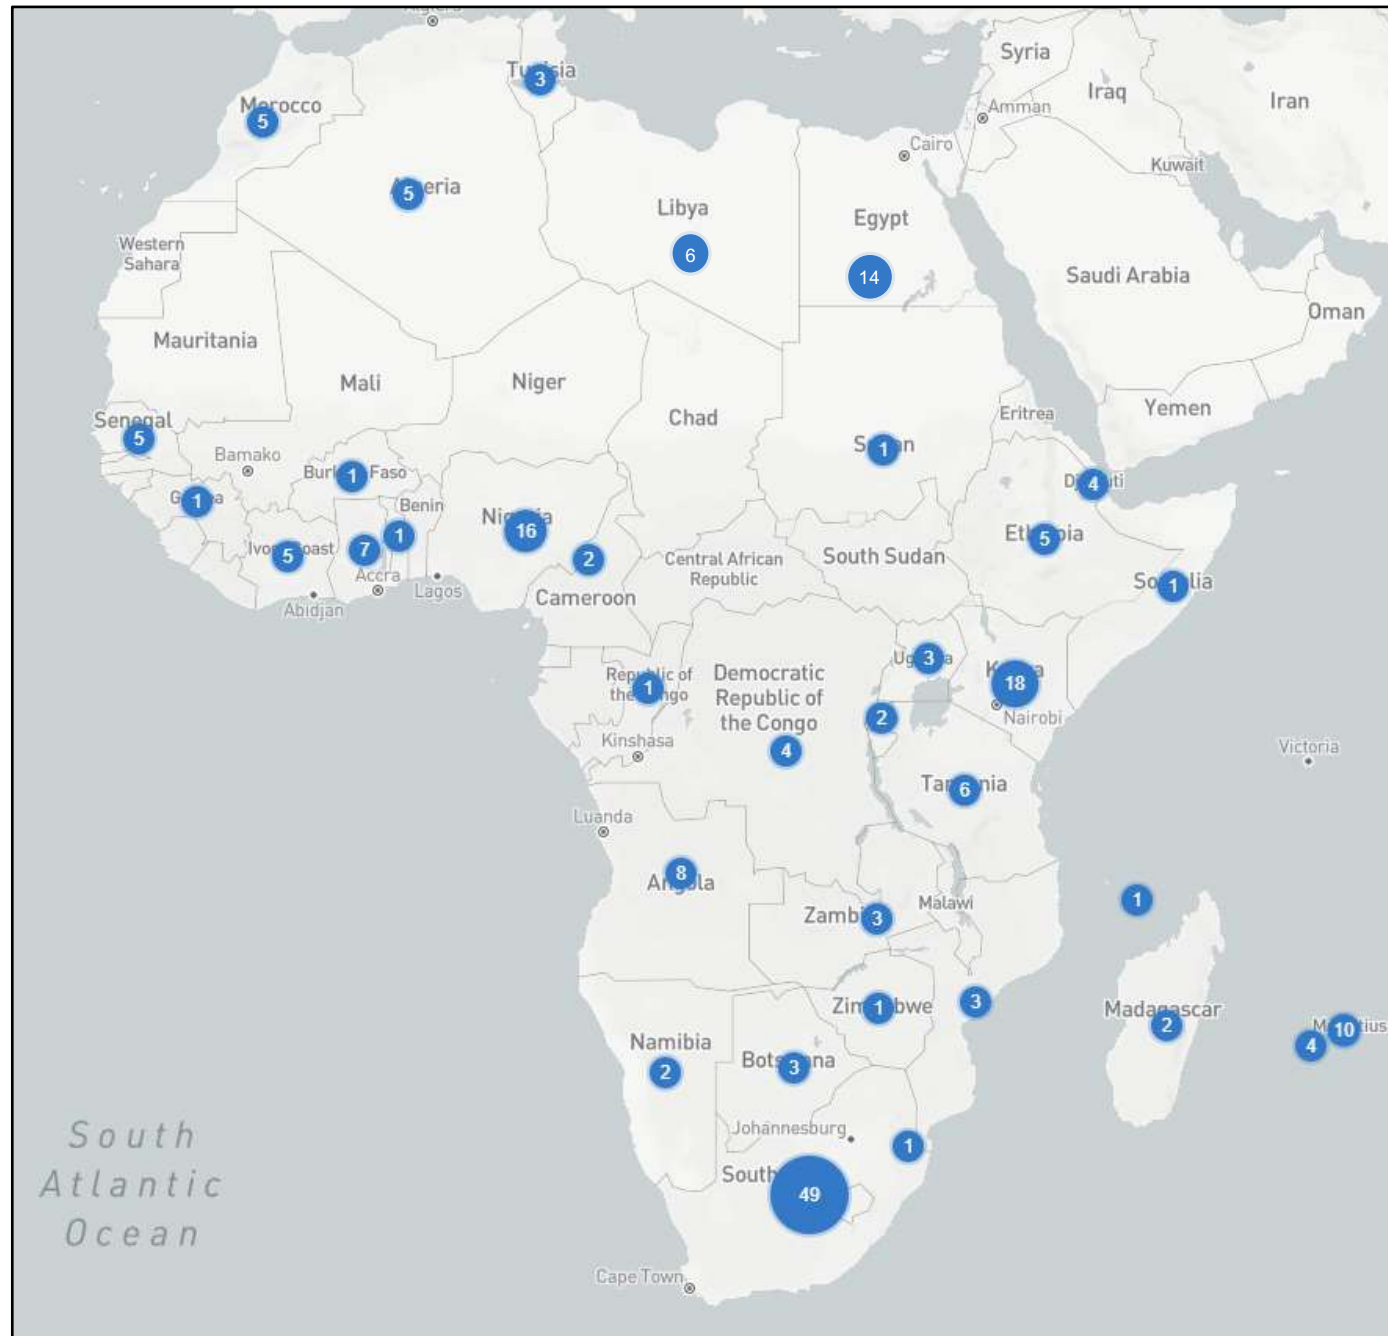 Syria
Tunisia
3
Iraq
Iran
Morocco
5
Amman
Cairo
Kuwait
Algeria
5
Libya
6
Egypt
14
Western
Sahara
Saudi Arabia
Oman
Mauritania
Mali
Niger
Chad
Yemen
Eritrea
Senegal
5
Bamako
Burkina Faso
1
Sudan
1
Djibouti
4
Guinea
1
Benin
1
Nigeria
16
Ivory Coast
5
7
Accra
Lagos
Abidjan
2
Cameroon
Central African
Republic
South Sudan
Ethiopia
5
Somalia
1
Uganda
3
Kenya
18
Nairobi
Republic of
the Congo
1
Democratic
Republic of
the Congo
4
2
Kinshasa
Victoria
Tanzania
6
Luanda
Angola
8
Zambia
3
Malawi
1
Zimbabwe
1
3
Madagascar
2
Mauritius
10
4
Namibia
2
Botswana
3
Johannesburg
1
South
49
Cape Town
South
Atlantic
Ocean